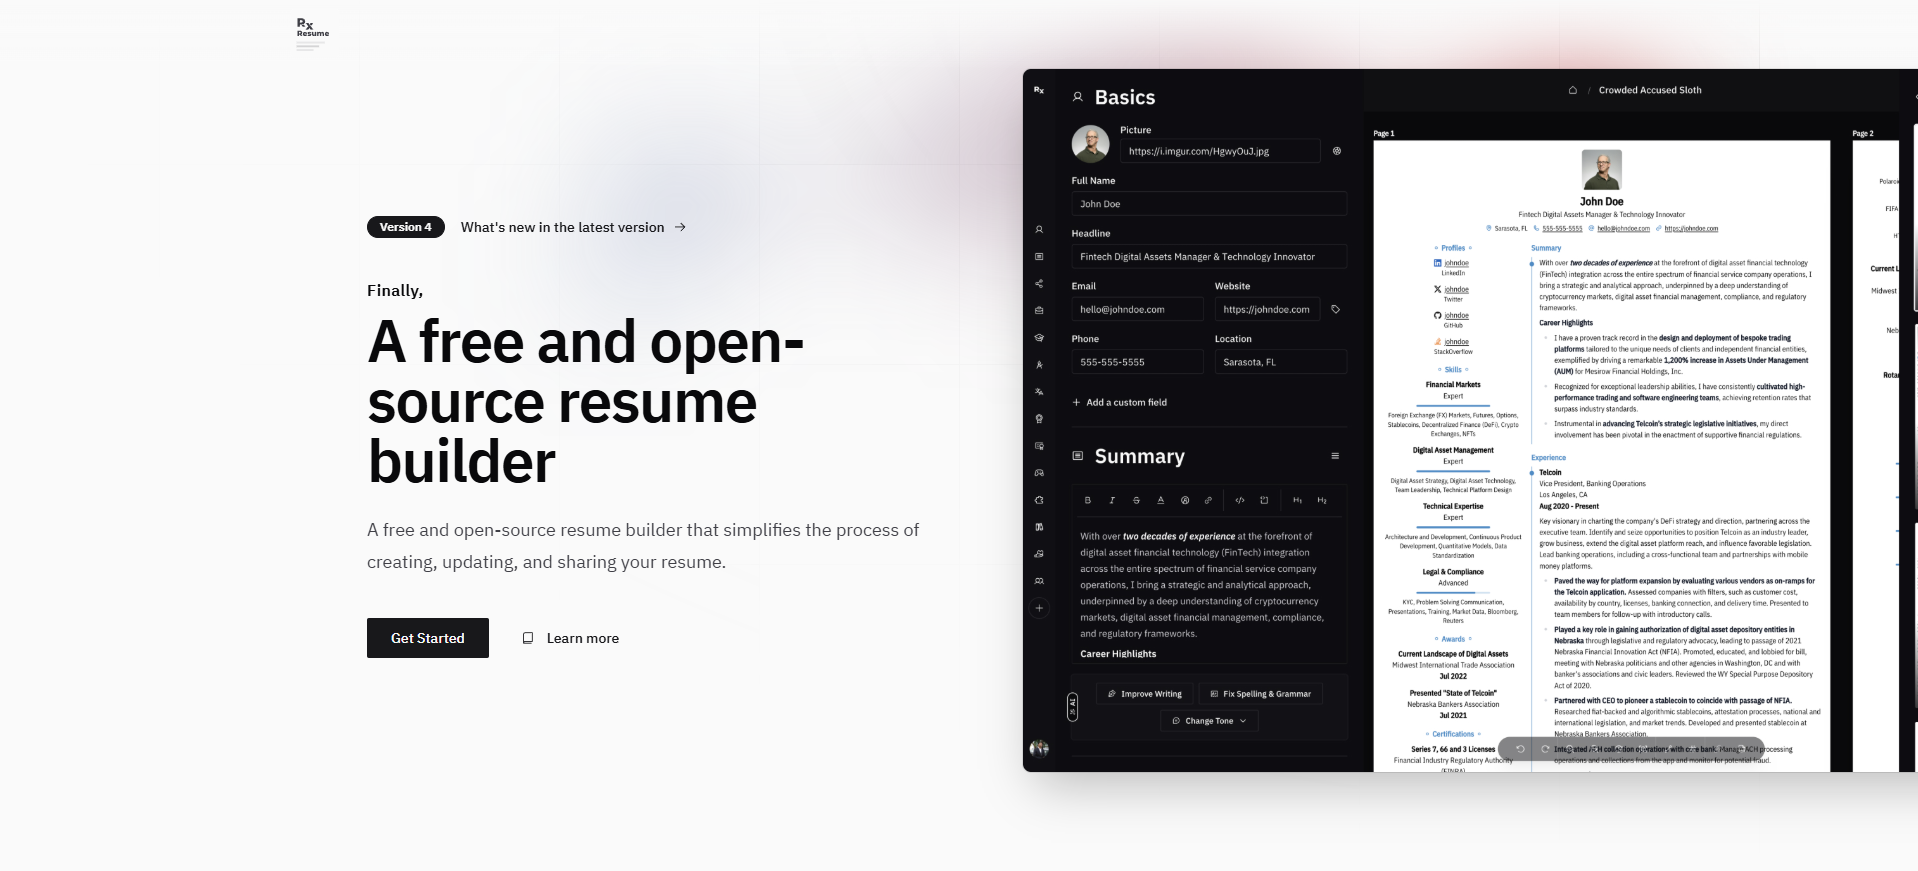 Rx
Resume
Version 4
What's new in the latest version
Finally,
A free and open-
source resume
builder
A free and open-source resume builder that simplifies the process of
creating, updating, and sharing your resume.
Get Started
Learn more
Rx
Basics
Picture
https://i.imgur.com/HgwyOuJ.jpg
Full Name
John Doe
Headline
Fintech Digital Assets Manager & Technology Innovator
Email
Website
hello@johndoe.com
https://johndoe.com
Phone
Location
555-555-5555
Sarasota, FL
Add a custom field
Summary
B I S A H1 H2
With over two decades of experience at the forefront of
digital asset financial technology (FinTech) integration
across the entire spectrum of financial service company
operations, I bring a strategic and analytical approach,
underpinned by a deep understanding of cryptocurrency
markets, digital asset financial management, compliance,
and regulatory frameworks.
Career Highlights
AI
Improve Writing
Fix Spelling & Grammar
Change Tone
/ Crowded Accused Sloth
Page 1
John Doe
Fintech Digital Assets Manager & Technology Innovator
Sarasota, FL 555-555-5555 hello@johndoe.com https://johndoe.com
Profiles
johndoe
LinkedIn
johndoe
Twitter
johndoe
GitHub
johndoe
StackOverflow
Skills
Financial Markets
Expert
Foreign Exchange (FX) Markets, Futures, Options,
Stablecoins, Decentralized Finance (DeFi), Crypto
Exchanges, NFTs
Digital Asset Management
Expert
Digital Asset Strategy, Digital Asset Technology,
Team Leadership, Technical Platform Design
Technical Expertise
Expert
Architecture and Development, Continuous Product
Development, Quantitative Models, Data
Standardization
Legal & Compliance
Advanced
KYC, Problem Solving Communication,
Presentations, Training, Market Data, Bloomberg,
Reuters
Awards
Current Landscape of Digital Assets
Midwest International Trade Association
Jul 2022
Presented "State of Telcoin"
Nebraska Bankers Association
Jul 2021
Certifications
Series 7, 66 and 3 Licenses
Financial Industry Regulatory Authority
(FINRA)
Summary
With over two decades of experience at the forefront of digital asset financial technology
(FinTech) integration across the entire spectrum of financial service company operations, I
bring a strategic and analytical approach, underpinned by a deep understanding of
cryptocurrency markets, digital asset financial management, compliance, and regulatory
frameworks.
Career Highlights
I have a proven track record in the design and deployment of bespoke trading
platforms tailored to the unique needs of clients and independent financial entities,
exemplified by driving a remarkable 1,200% increase in Assets Under Management
(AUM) for Mesirow Financial Holdings, Inc.
Recognized for exceptional leadership abilities, I have consistently cultivated high-
performance trading and software engineering teams, achieving retention rates that
surpass industry standards.
Instrumental in advancing Telcoin's strategic legislative initiatives, my direct
involvement has been pivotal in the enactment of supportive financial regulations.
Experience
Telcoin
Vice President, Banking Operations
Los Angeles, CA
Aug 2020 - Present
Key visionary in charting the company's DeFi strategy and direction, partnering across the
executive team. Identify and seize opportunities to position Telcoin as an industry leader,
grow business, extend the digital asset platform reach, and influence favorable legislation.
Lead banking operations, including a cross-functional team and partnerships with mobile
money platforms.
Paved the way for platform expansion by evaluating various vendors as on-ramps for
the Telcoin application. Assessed companies with filters, such as customer cost,
availability by country, licenses, banking connection, and delivery time. Presented to
team members for follow-up with introductory calls.
Played a key role in gaining authorization of digital asset depository entities in
Nebraska through legislative and regulatory advocacy, leading to passage of 2021
Nebraska Financial Innovation Act (NFIA). Promoted, educated, and lobbied for bill,
meeting with Nebraska politicians and other agencies in Washington, DC and with
banker's associations and civic leaders. Reviewed the WY Special Purpose Depository
Act of 2020.
Partnered with CEO to pioneer a stablecoin to coincide with passage of NFIA.
Researched fiat-backed and algorithmic stablecoins, attestation processes, national and
international legislation, and market trends. Developed and presented stablecoin at
Nebraska Bankers Association.
Integrated ACH collection operations with core bank. Manage ACH processing
operations and collections from the app and monitor for potential fraud.
Page 2
FIFA
Current L
Midwest